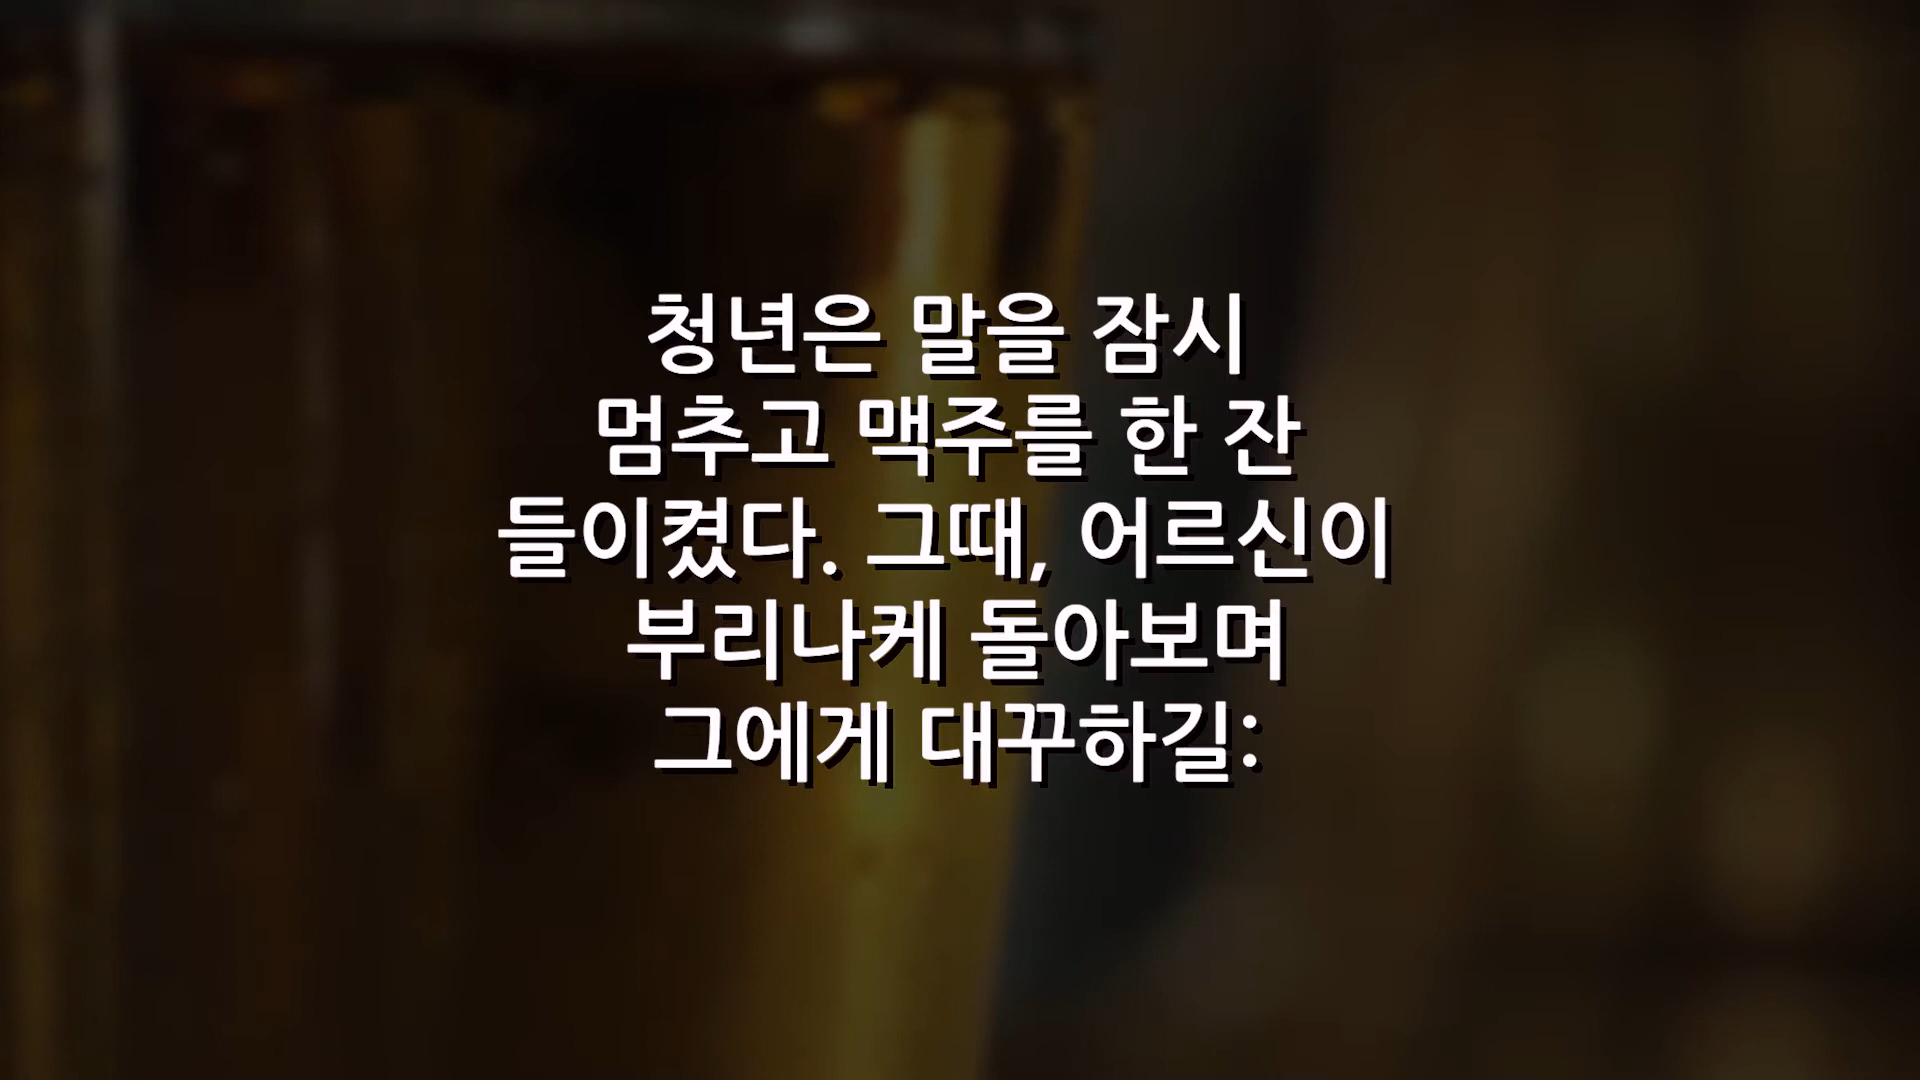 청년은 말을 잠시
멈추고 맥주를 한 잔
들이켰다. 그때, 어르신이
부리나케 돌아보며
그에게 대꾸하길: